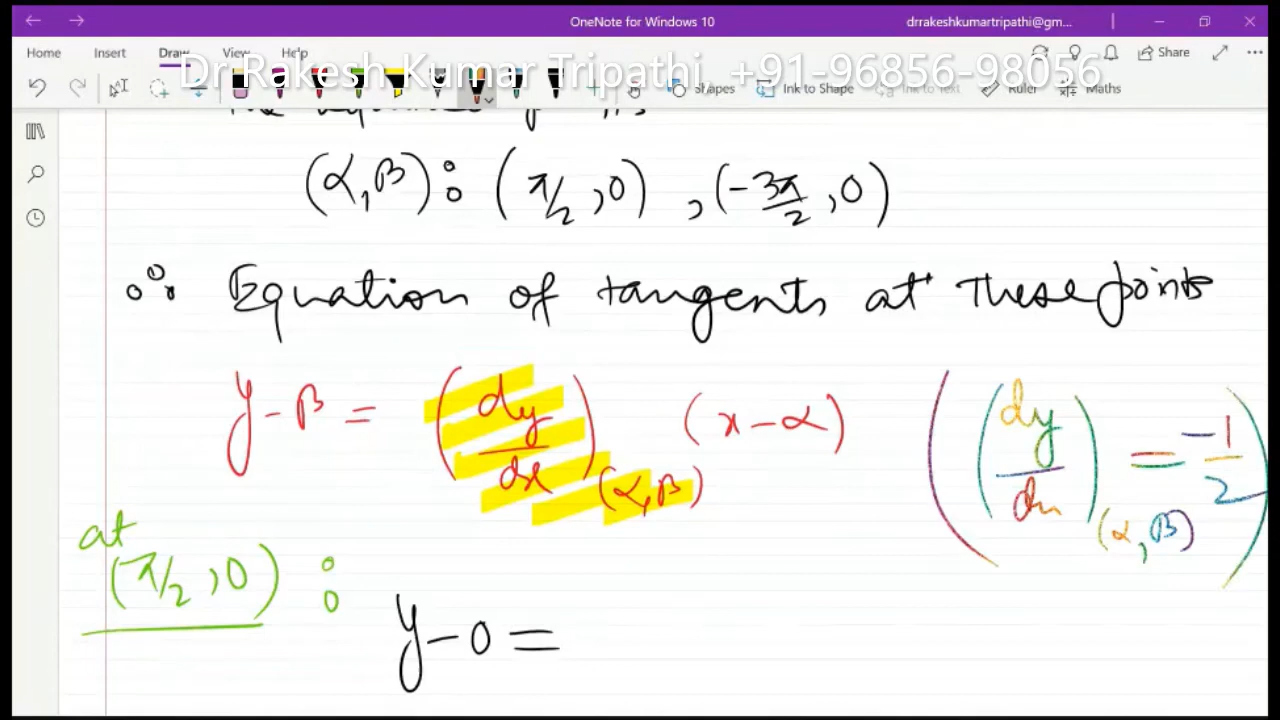 OneNote for Windows 10
drrakeshkumartripathi@gm...
Home Insert Draw View Help Share
Dr Rakesh Kumar Tripathi +91-96856-98056
Shapes Ink to Shape Ink to Text Ruler Maths
(α,β): (π/2,0), (-3π/2,0)
∴ Equation of tangents at these points
y-β = (dy/dx)(α,β) (x-α) ((dy/dx)(α,β) = -1/2)
at
(π/2,0) :
y-0=